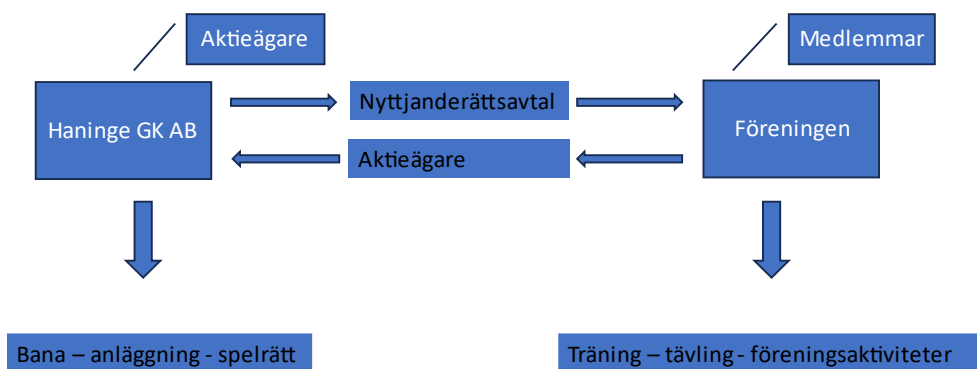 Aktieägare
Medlemmar
Haninge GK AB
Nyttjanderättsavtal
Föreningen
Aktieägare
Bana – anläggning - spelrätt
Träning – tävling - föreningsaktiviteter